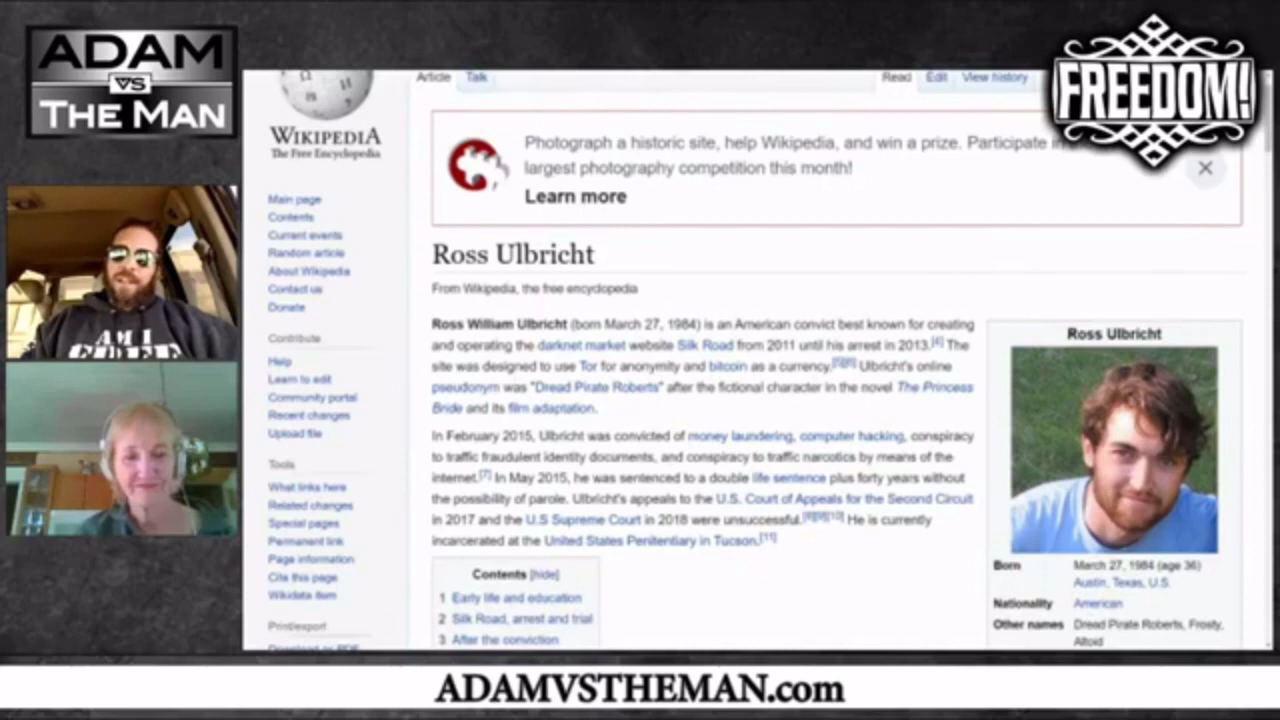 ADAM
VS
THE MAN
FREEDOM!
AM I
WIKIPEDIA
The Free Encyclopedia
Main page
Contents
Current events
Random article
About Wikipedia
Contact us
Donate
Contribute
Help
Learn to edit
Community portal
Recent changes
Upload file
Tools
What links here
Related changes
Special pages
Permanent link
Page information
Cite this page
Wikidata item
Print/export
Download as PDF
Article Talk
Read Edit View history
Photograph a historic site, help Wikipedia, and win a prize. Participate in
largest photography competition this month!
Learn more
Ross Ulbricht
From Wikipedia, the free encyclopedia
Ross William Ulbricht (born March 27, 1984) is an American convict best known for creating
and operating the darknet market website Silk Road from 2011 until his arrest in 2013.[4] The
site was designed to use Tor for anonymity and bitcoin as a currency.[5][6] Ulbricht's online
pseudonym was "Dread Pirate Roberts" after the fictional character in the novel The Princess
Bride and its film adaptation.
In February 2015, Ulbricht was convicted of money laundering, computer hacking, conspiracy
to traffic fraudulent identity documents, and conspiracy to traffic narcotics by means of the
internet.[7] In May 2015, he was sentenced to a double life sentence plus forty years without
the possibility of parole. Ulbricht's appeals to the U.S. Court of Appeals for the Second Circuit
in 2017 and the U.S Supreme Court in 2018 were unsuccessful.[8][9][10] He is currently
incarcerated at the United States Penitentiary in Tucson.[11]
Contents [hide]
1 Early life and education
2 Silk Road, arrest and trial
3 After the conviction
Ross Ulbricht
Born March 27, 1984 (age 36)
Austin, Texas, U.S.
Nationality American
Other names Dread Pirate Roberts, Frosty,
Altoid
ADAMVSTHEMAN.com